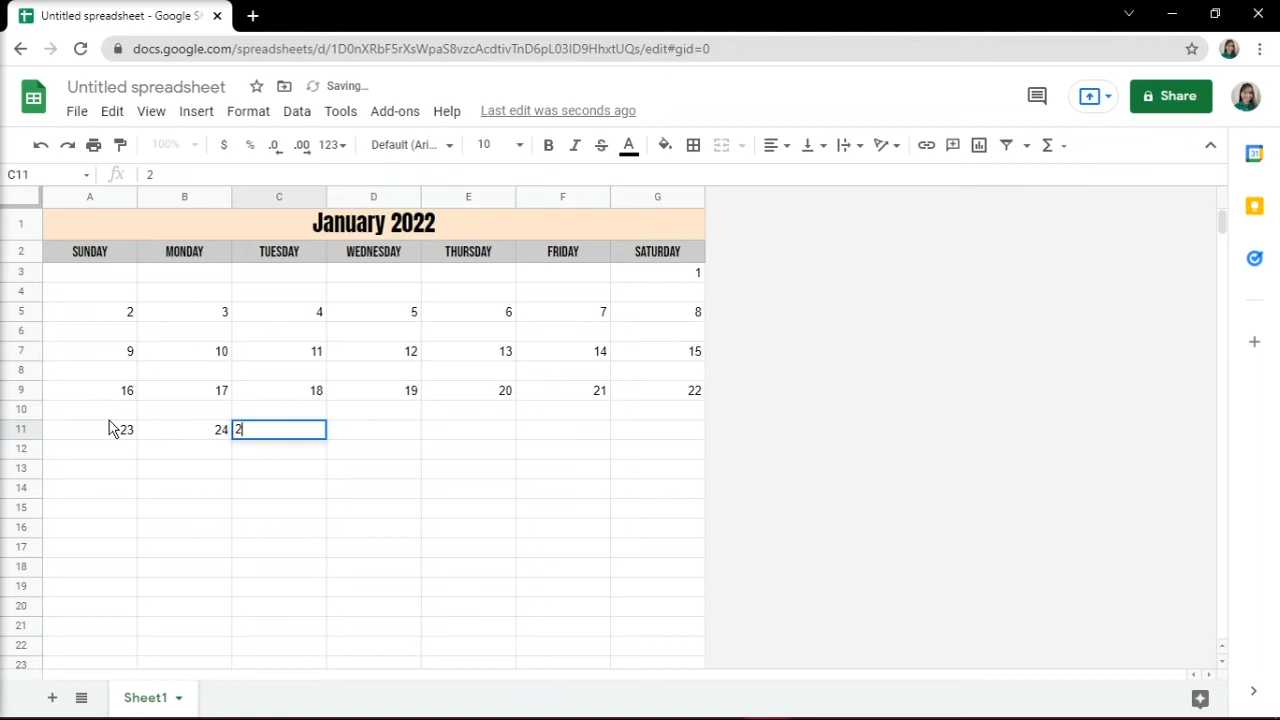 Untitled spreadsheet - Google Sh
docs.google.com/spreadsheets/d/1D0nXRbF5rXsWpaS8vzcAcdtivTnD6pL03ID9HhxtUQs/edit#gid=0
Untitled spreadsheet Saving...
File Edit View Insert Format Data Tools Add-ons Help Last edit was seconds ago
Share
100% $ % .0 .00 123 Default (Ari... 10 B I S A
C11 fx 2
A B C D E F G
1 January 2022
2 SUNDAY MONDAY TUESDAY WEDNESDAY THURSDAY FRIDAY SATURDAY
3 1
4
5 2 3 4 5 6 7 8
6
7 9 10 11 12 13 14 15
8
9 16 17 18 19 20 21 22
10
11 23 24 2
12
13
14
15
16
17
18
19
20
21
22
23
Sheet1
31